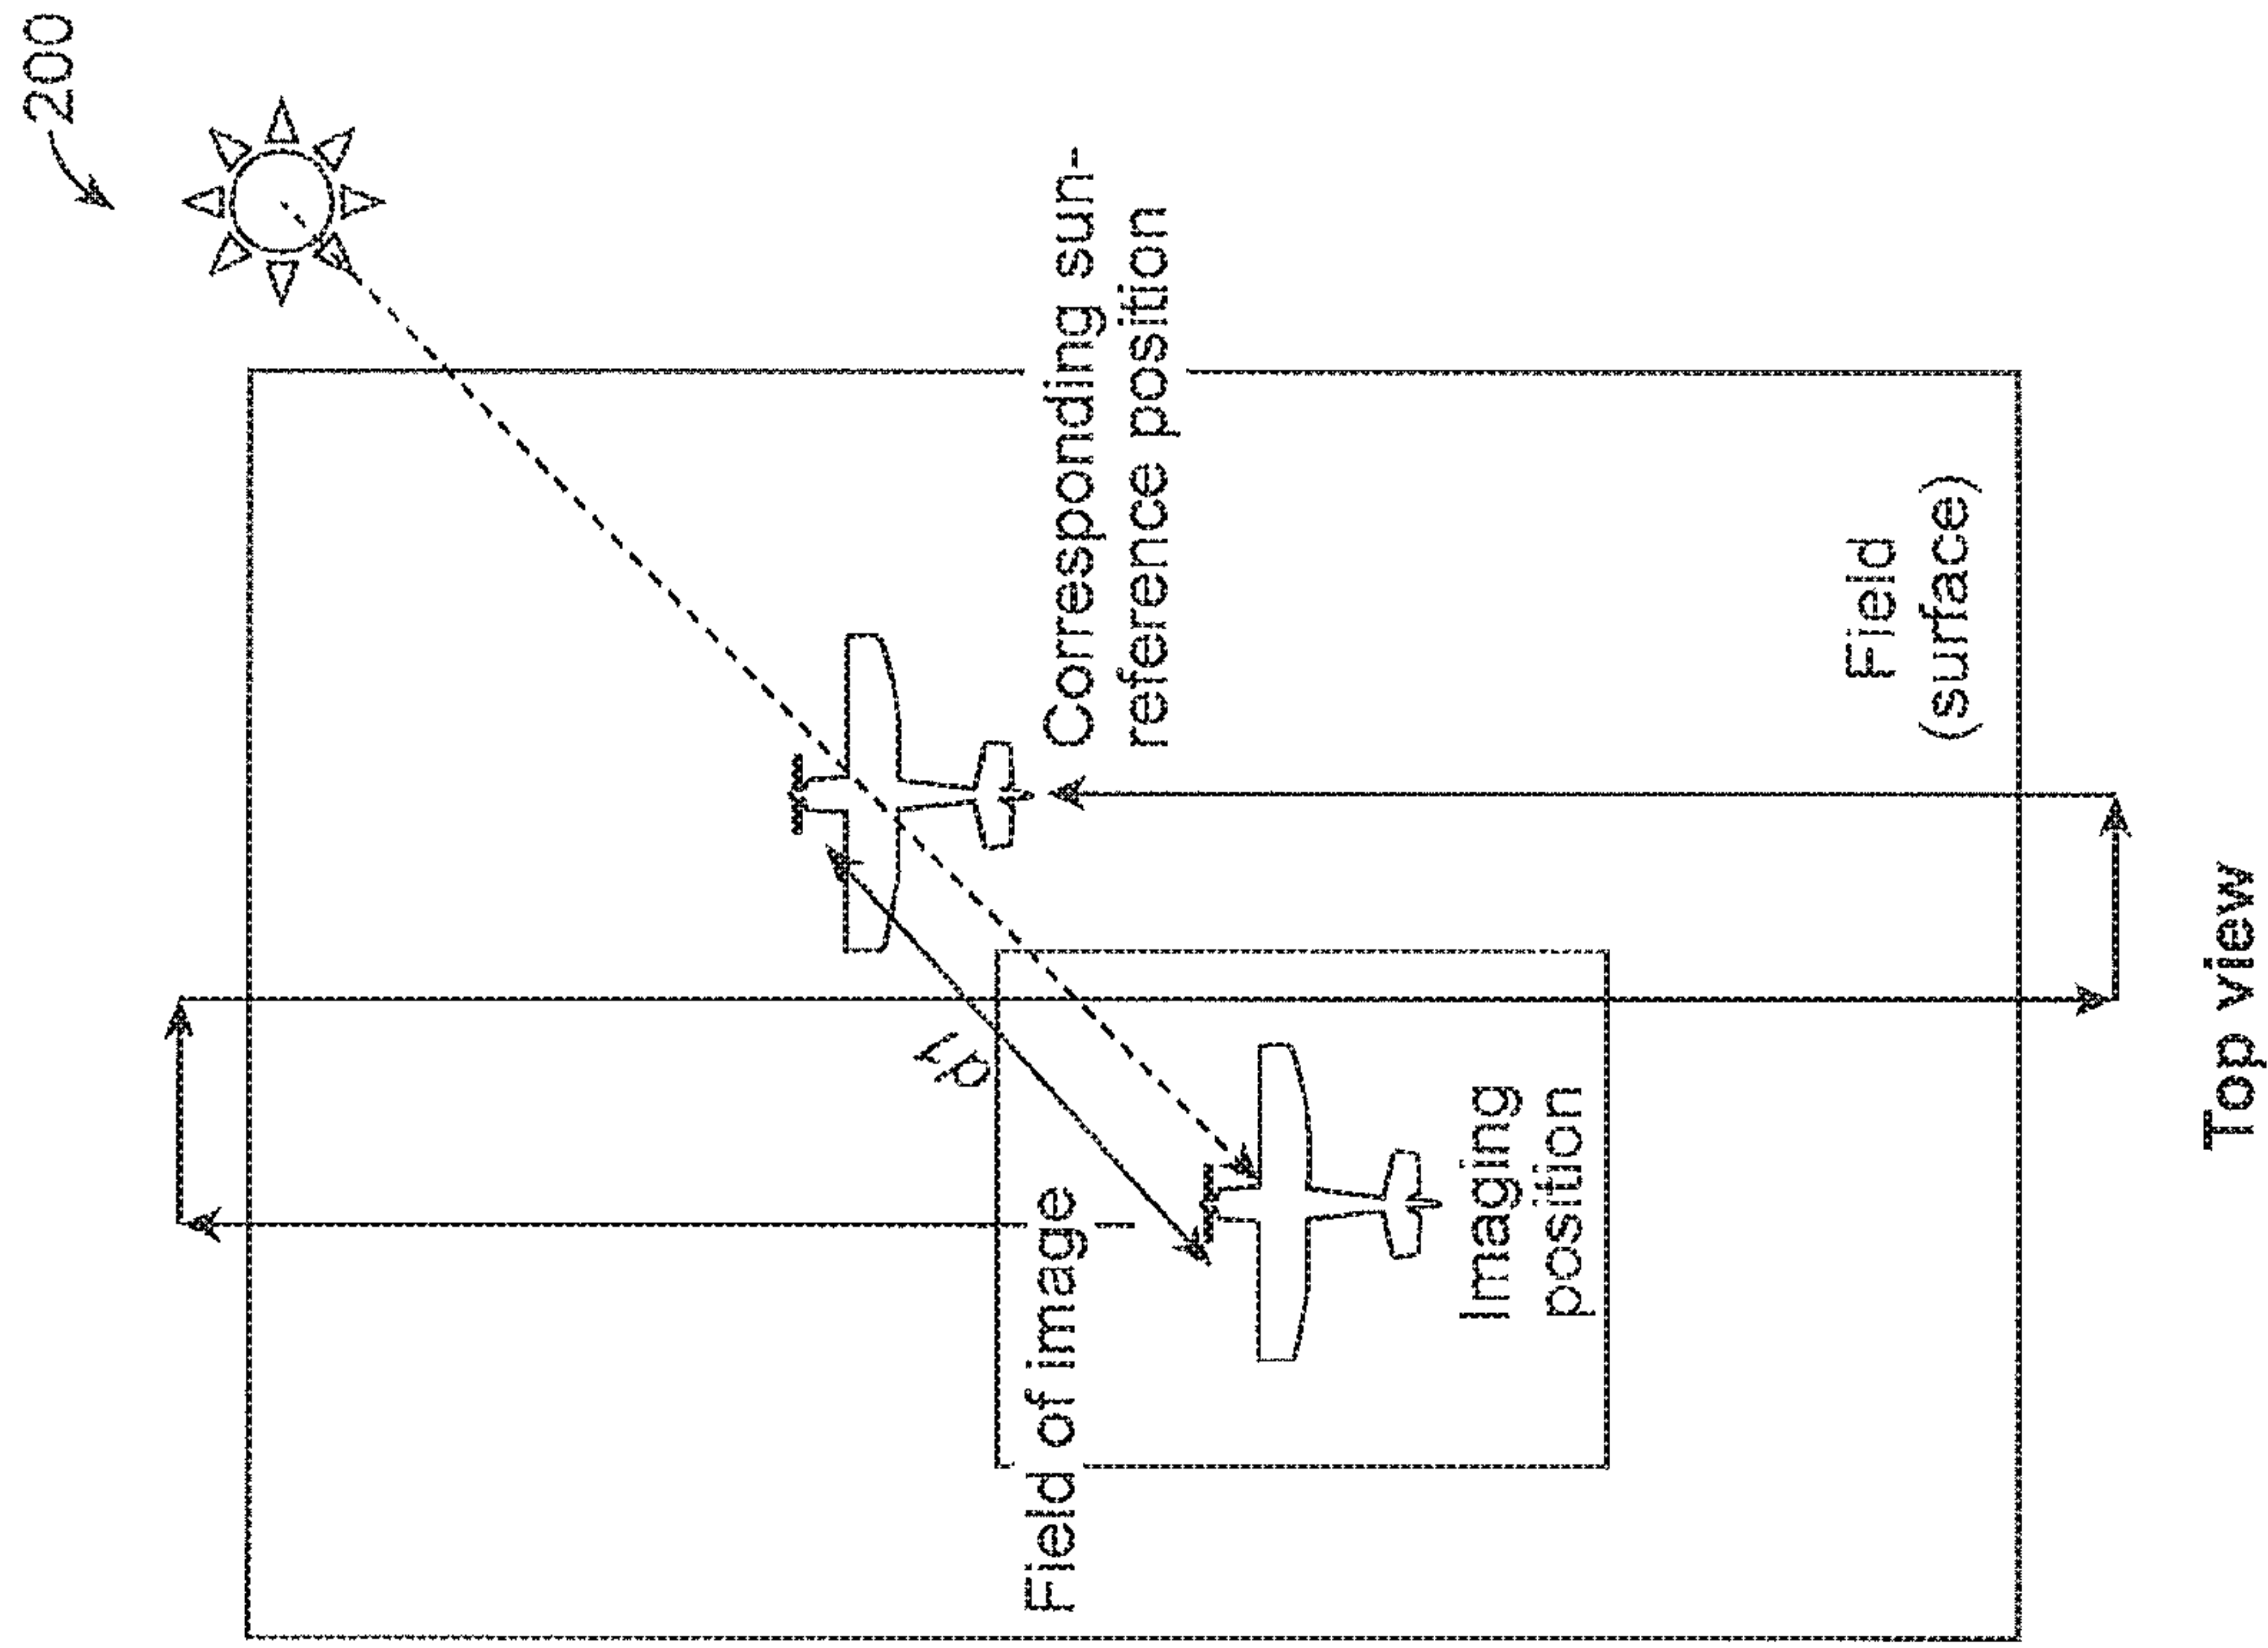 200
Corresponding sun-
reference position
d1
Field of image
Imaging
position
Field
(surface)
Top view